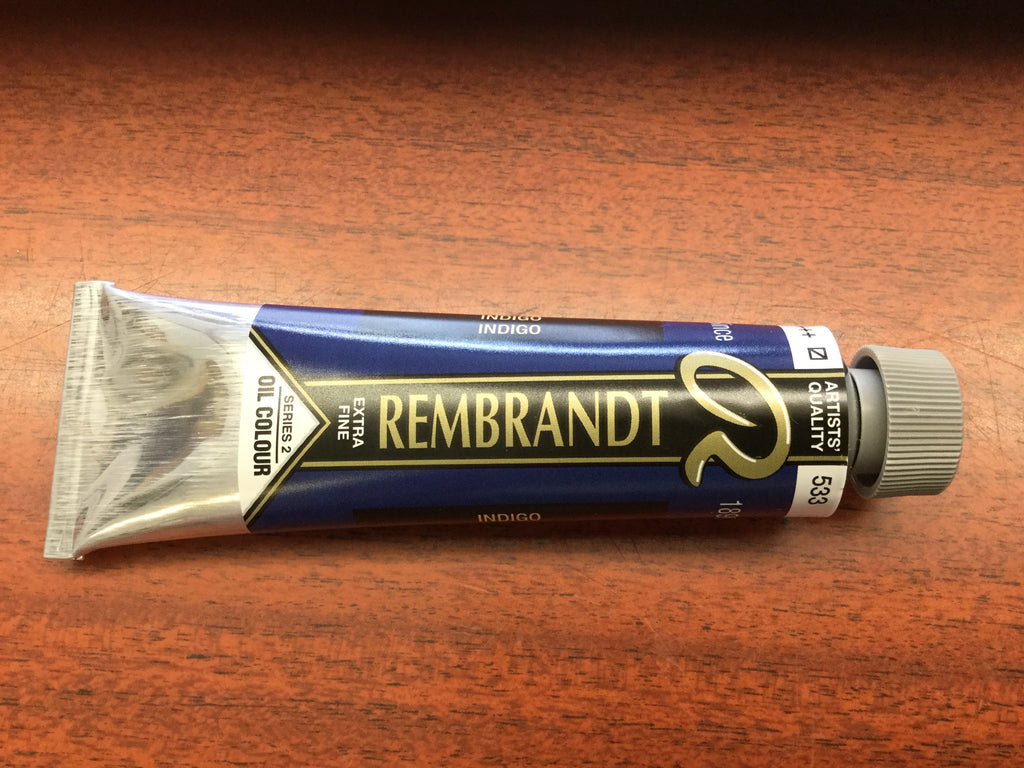 INDIGO
INDIGO
++
ARTISTS'
QUALITY
REMBRANDT
EXTRA
FINE
SERIES 2
OIL COLOUR
533
INDIGO